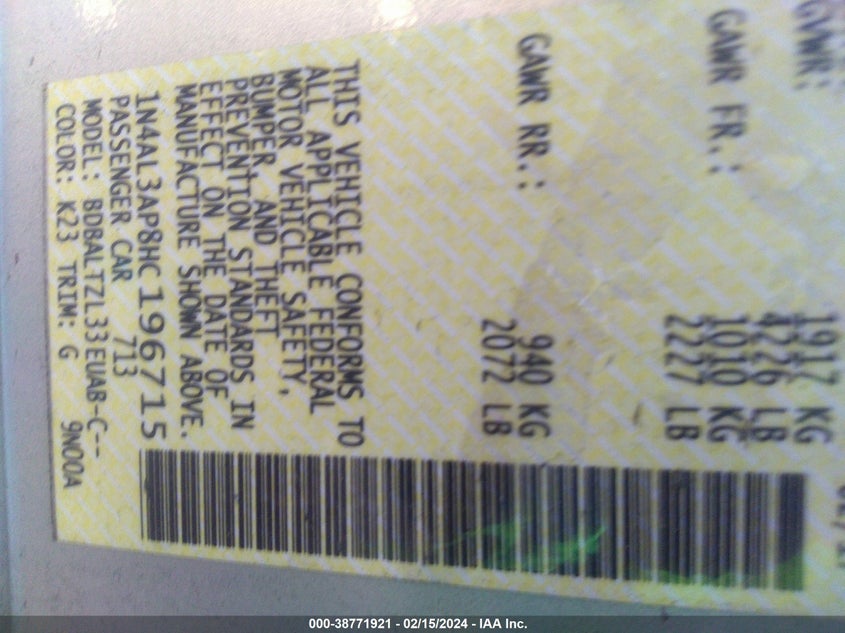 GVWR: 1917 KG
4226 LB
GAWR FR.: 1010 KG
2227 LB
GAWR RR.: 940 KG
2072 LB
THIS VEHICLE CONFORMS TO
ALL APPLICABLE FEDERAL
MOTOR VEHICLE SAFETY,
BUMPER, AND THEFT
PREVENTION STANDARDS IN
EFFECT ON THE DATE OF
MANUFACTURE SHOWN ABOVE.
1N4AL3AP8HC196715
PASSENGER CAR 713
MODEL: BDBALTZL33EUAB-C--
COLOR: K23 TRIM: G 9N00A
000-38771921 - 02/15/2024 - IAA Inc.